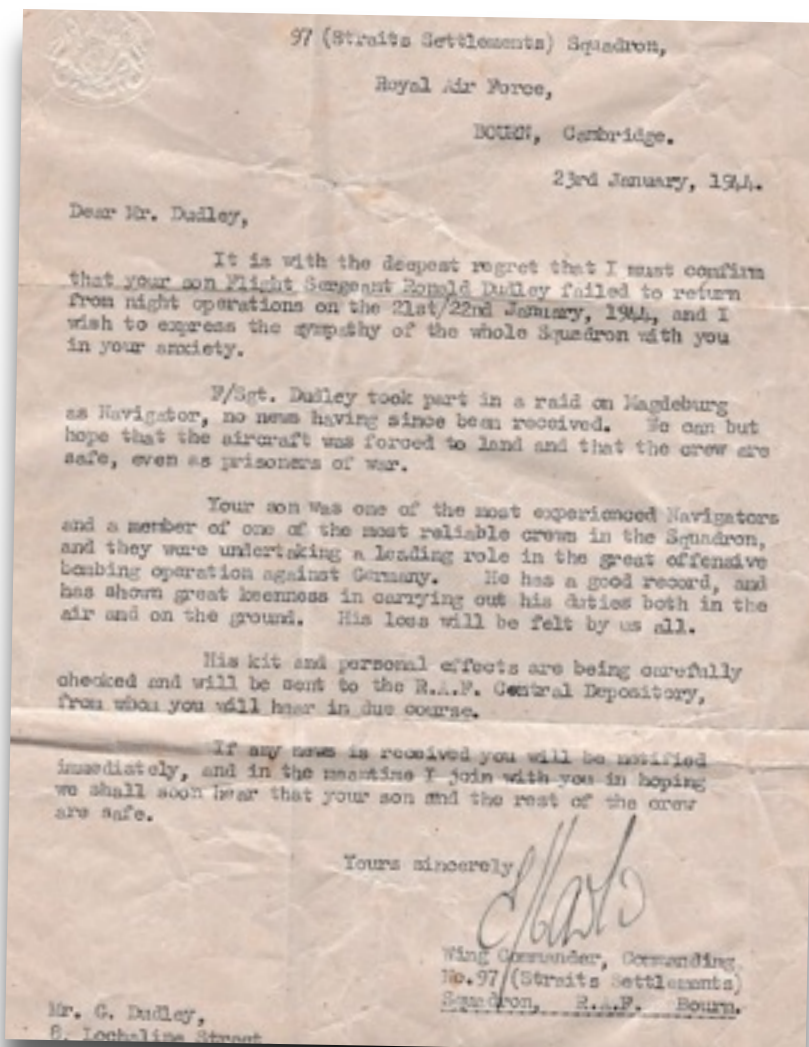 97 (Straits Settlements) Squadron,
Royal Air Force,
BOURN, Cambridge.
23rd January, 1944.
Dear Mr. Dudley,
It is with the deepest regret that I must confirm
that your son Flight Sergeant Ronald Dudley failed to return
from night operations on the 21st/22nd January, 1944, and I
wish to express the sympathy of the whole Squadron with you
in your anxiety.
F/Sgt. Dudley took part in a raid on Magdeburg
as Navigator, no news having since been received. We can but
hope that the aircraft was forced to land and that the crew are
safe, even as prisoners of war.
Your son was one of the most experienced Navigators
and a member of one of the most reliable crews in the Squadron,
and they were undertaking a leading role in the great offensive
bombing operation against Germany. He has a good record, and
has shown great keenness in carrying out his duties both in the
air and on the ground. His loss will be felt by us all.
His kit and personal effects are being carefully
checked and will be sent to the R.A.F. Central Depository,
from whom you will hear in due course.
If any news is received you will be notified
immediately, and in the meantime I join with you in hoping
we shall soon hear that your son and the rest of the crew
are safe.
Yours sincerely
Wing Commander, Commanding
No.97 (Straits Settlements)
Squadron, R.A.F. Bourn.
Mr. G. Dudley,
8, Lochaline Street